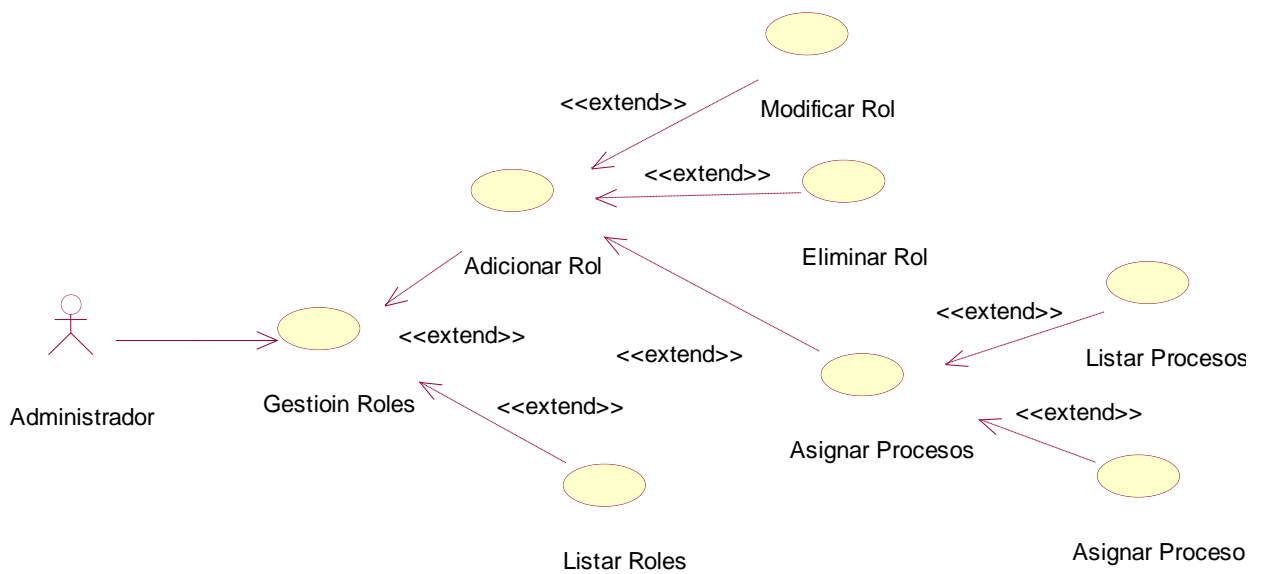 <<extend>>
Modificar Rol
<<extend>>
Eliminar Rol
Adicionar Rol
<<extend>>
<<extend>>
<<extend>>
Listar Procesos
Administrador
Gestioin Roles
<<extend>>
<<extend>>
Asignar Procesos
Listar Roles
Asignar Proceso